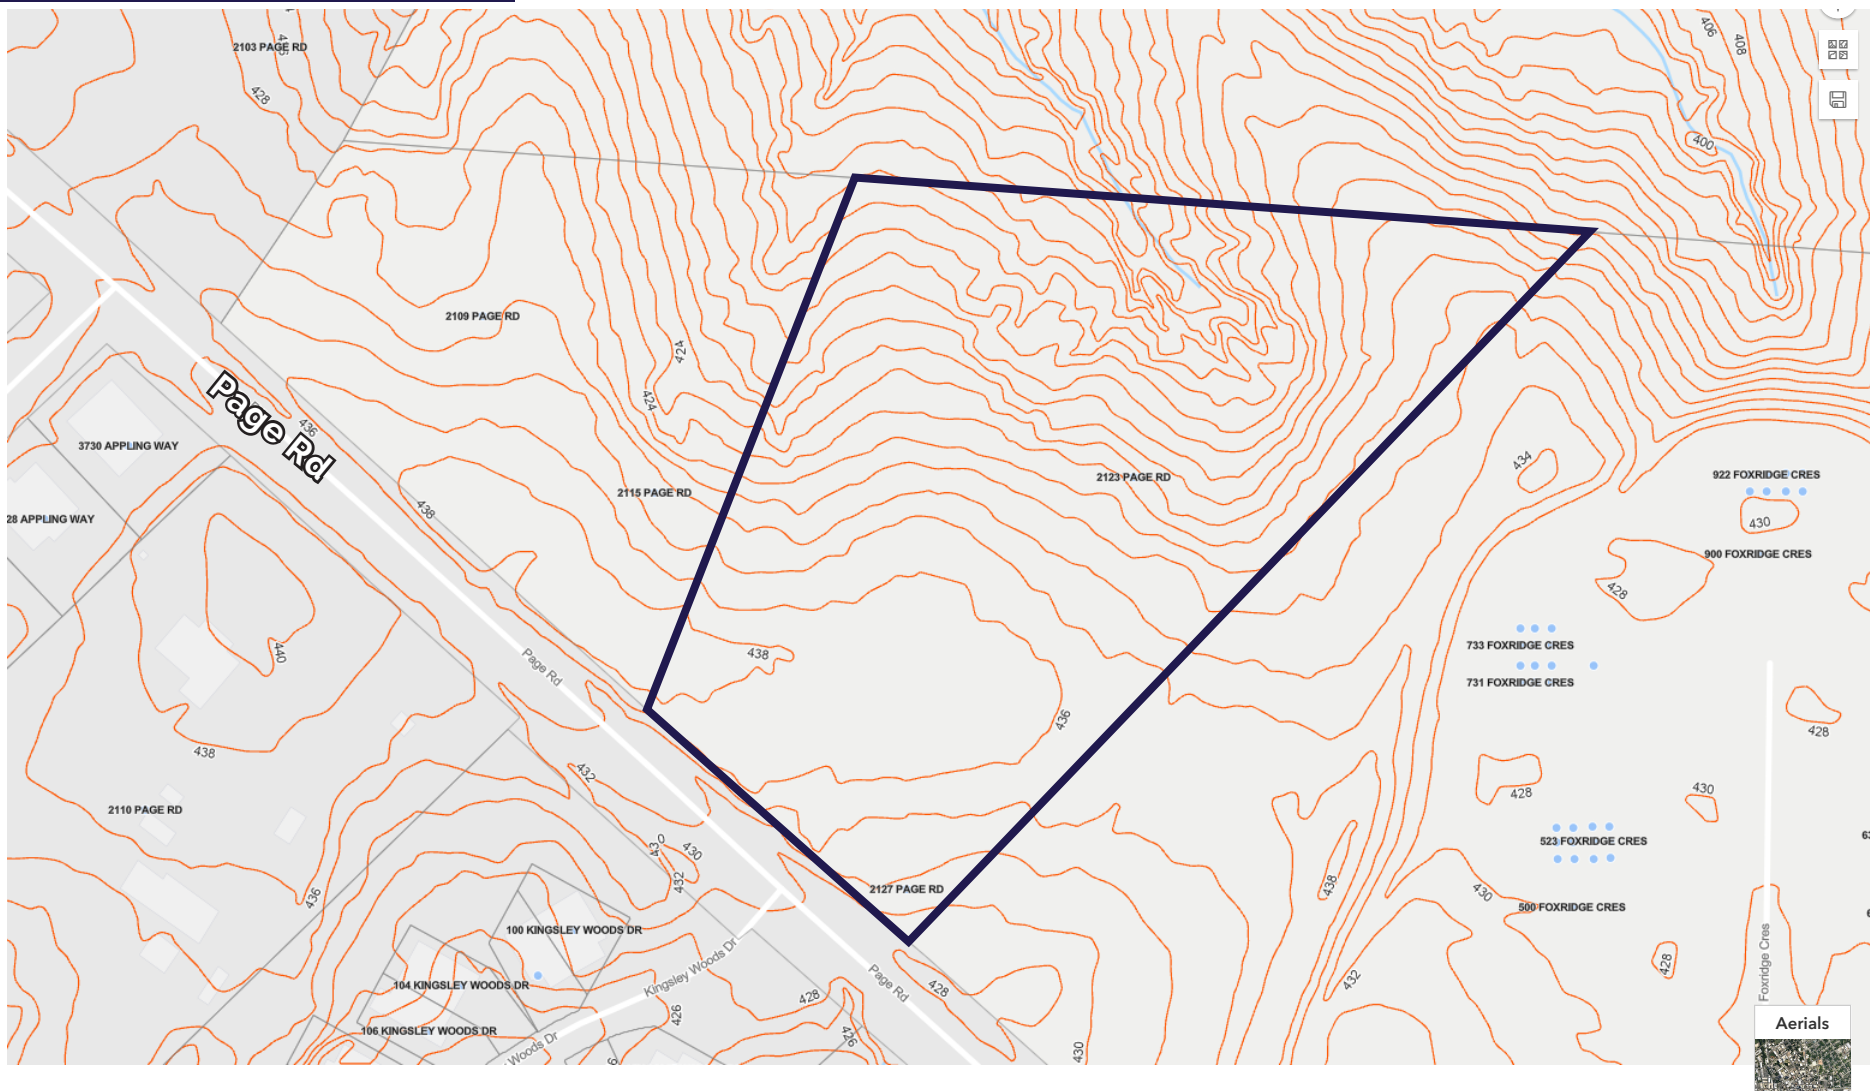 406
408
2103 PAGE RD
428
400
2109 PAGE RD
424
424
Page Rd
436
3730 APPLING WAY
434
922 FOXRIDGE CRES
2123 PAGE RD
2115 PAGE RD
438
28 APPLING WAY
430
900 FOXRIDGE CRES
428
733 FOXRIDGE CRES
440
438
Page Rd
731 FOXRIDGE CRES
436
428
438
432
430
428
2110 PAGE RD
523 FOXRIDGE CRES
430
430
432
438
2127 PAGE RD
430
436
500 FOXRIDGE CRES
100 KINGSLEY WOODS DR
Kingsley Woods Dr
Foxridge Cres
428
104 KINGSLEY WOODS DR
Page Rd
428
432
428
426
Aerials
106 KINGSLEY WOODS DR
426
Woods Dr
430